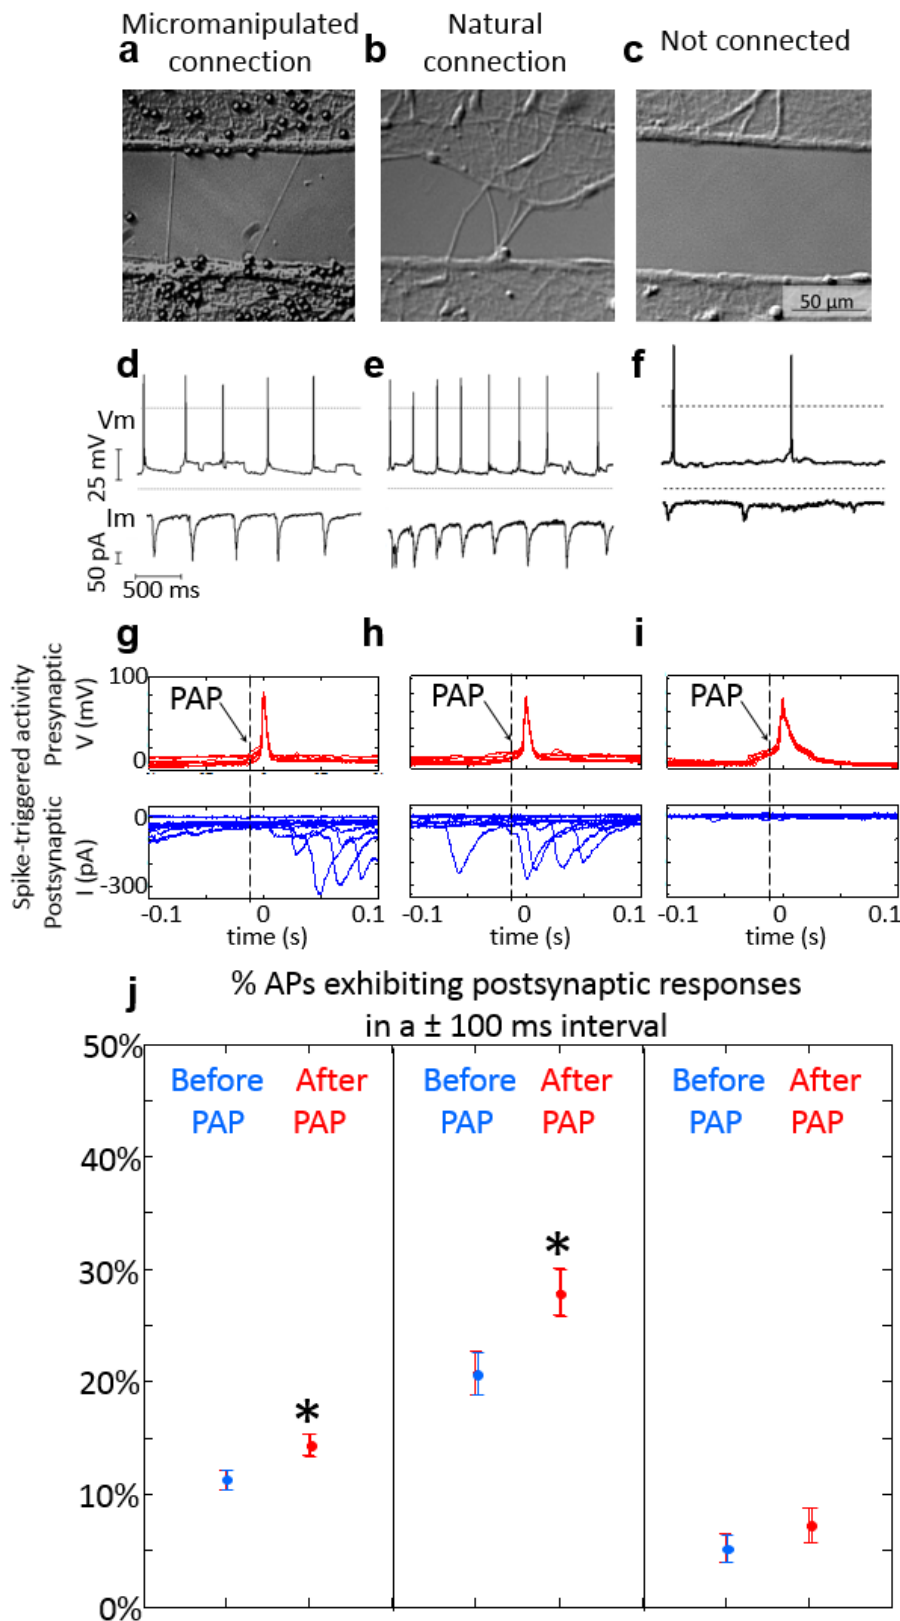 Micromanipulated
connection
Natural
connection
Not connected
a
b
c
50 µm
d
e
f
Vm
25 mV
Im
50 pA
500 ms
g
h
i
Spike-triggered activity
Presynaptic
V (mV)
100
0
PAP
PAP
PAP
Postsynaptic
I (pA)
0
-300
-0.1
0
0.1
-0.1
0
0.1
-0.1
0
0.1
time (s)
time (s)
time (s)
j
% APs exhibiting postsynaptic responses
in a ± 100 ms interval
50%
40%
30%
20%
10%
0%
Before
PAP
After
PAP
Before
PAP
After
PAP
Before
PAP
After
PAP
*
*